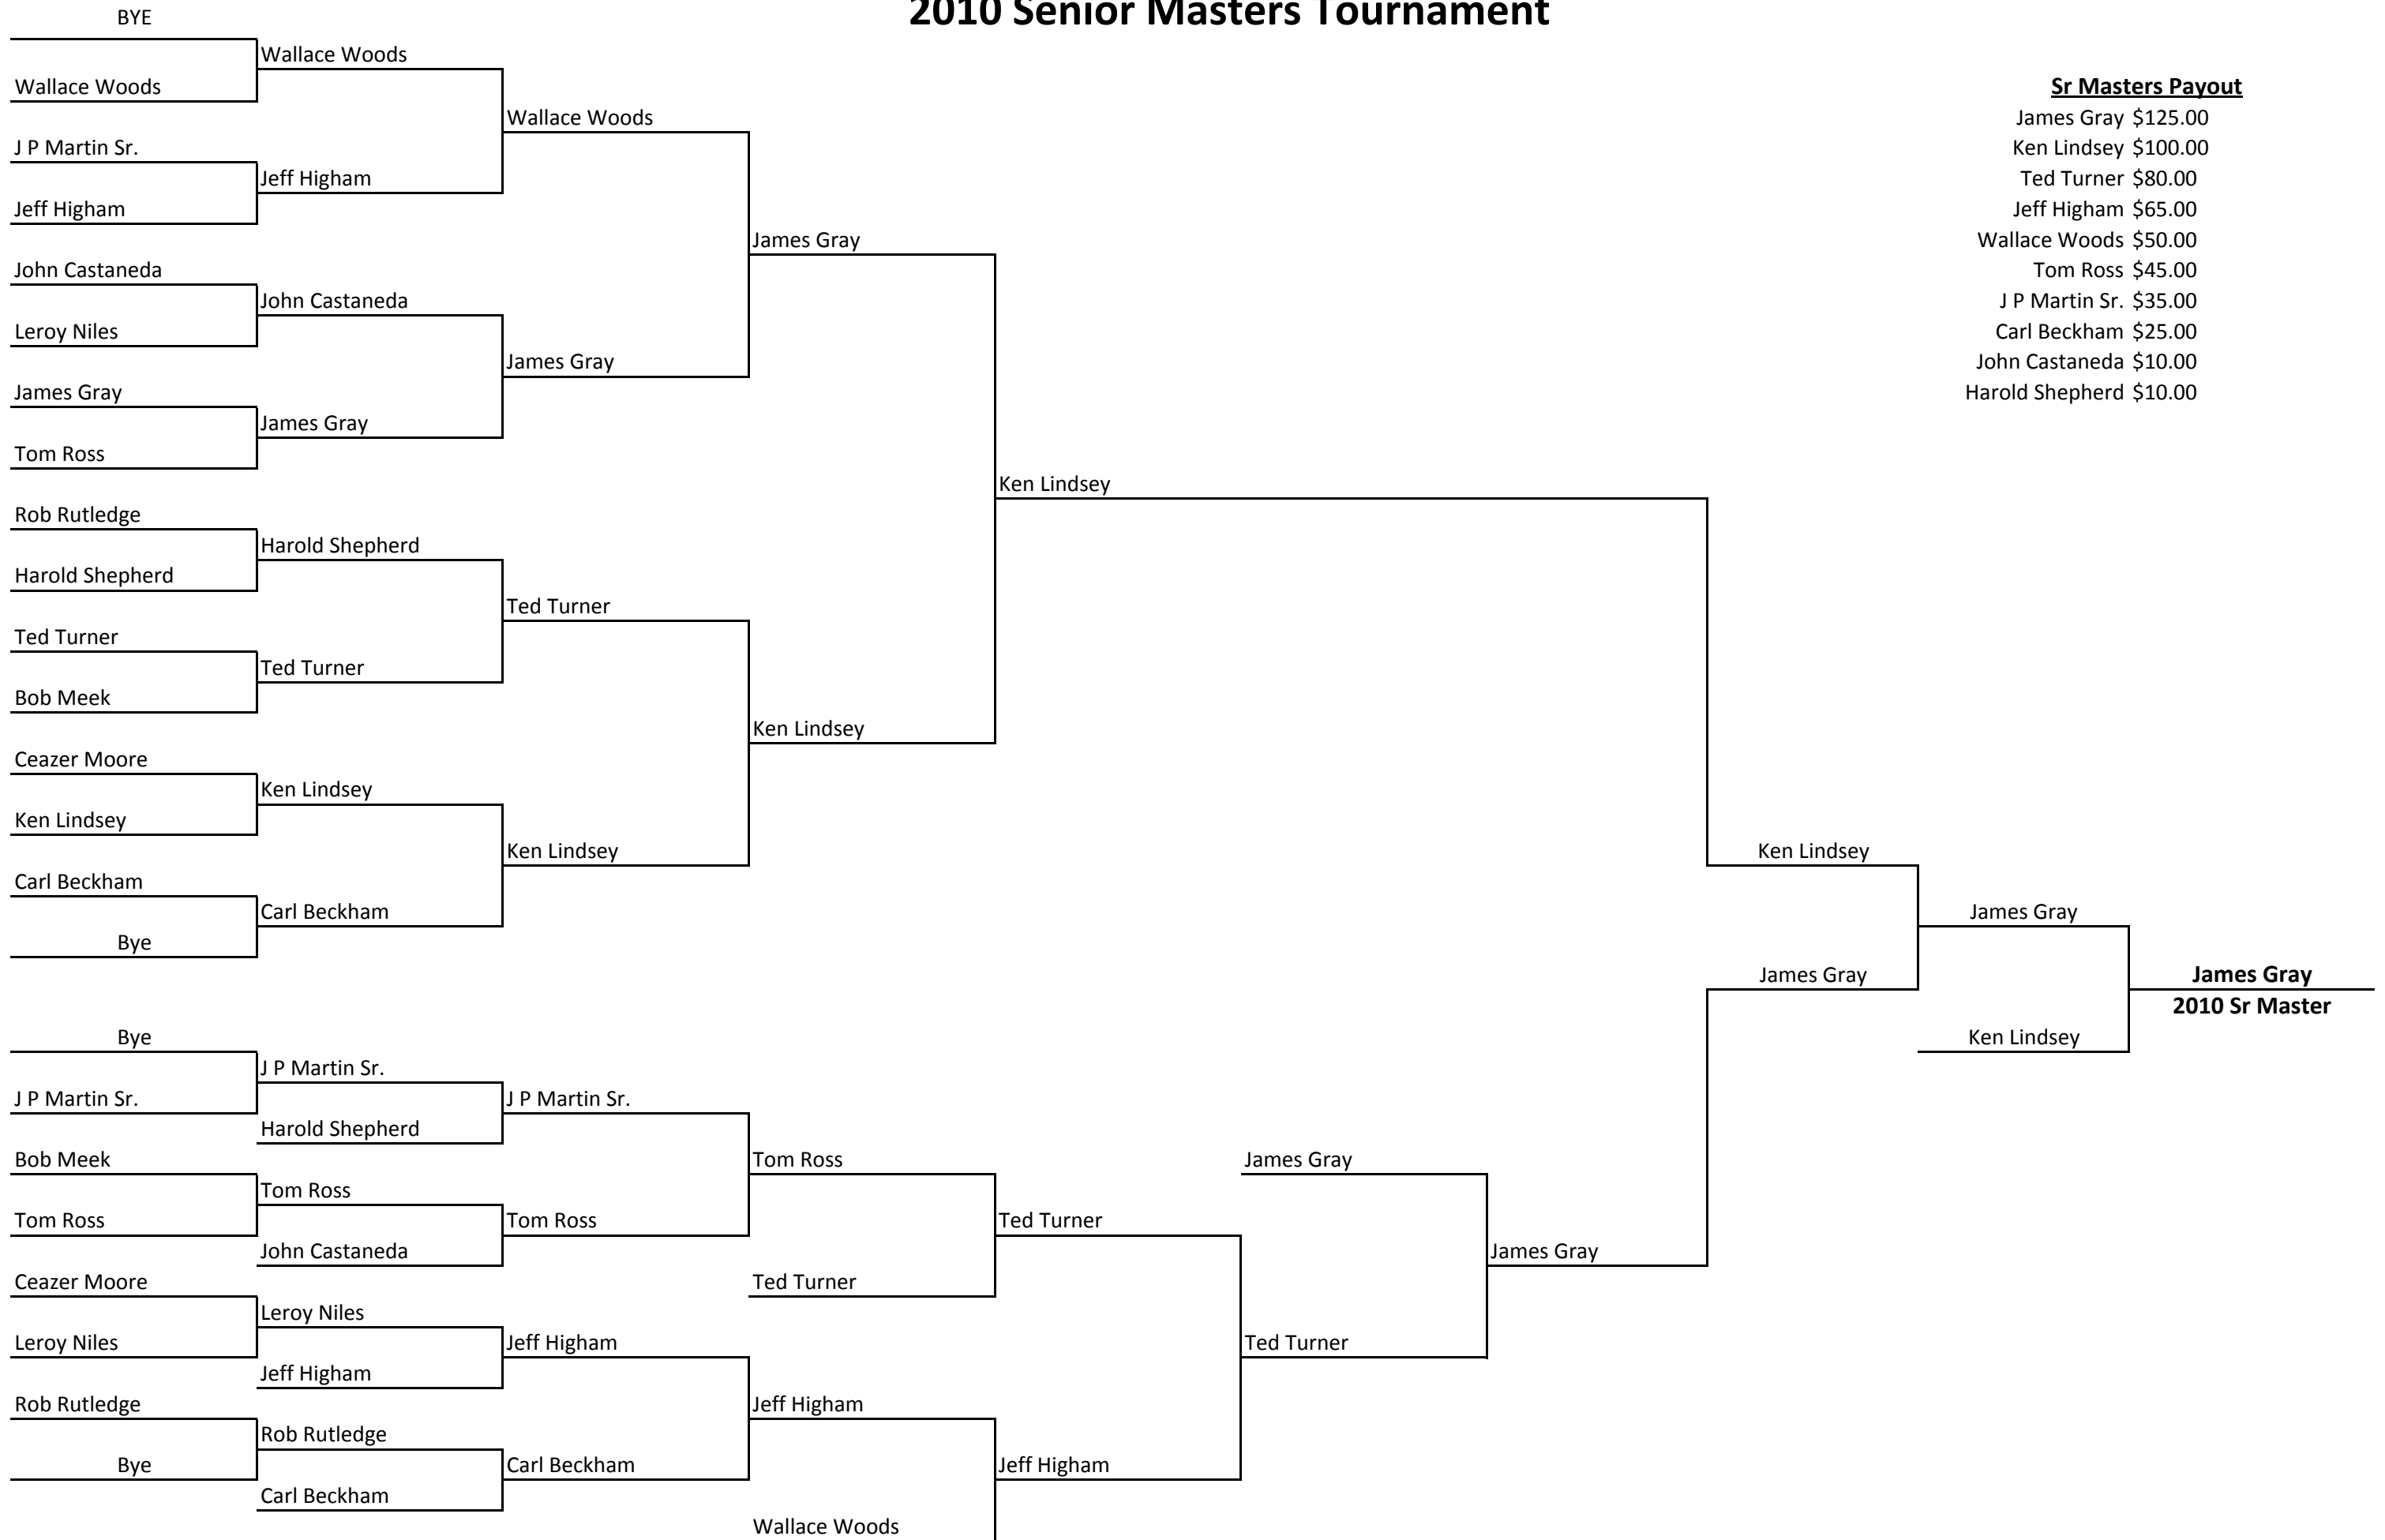 2010 Senior Masters Tournament
BYE
Wallace Woods
Wallace Woods
Wallace Woods
J P Martin Sr.
Jeff Higham
Jeff Higham
James Gray
John Castaneda
John Castaneda
Leroy Niles
James Gray
James Gray
James Gray
Tom Ross
Ken Lindsey
Rob Rutledge
Harold Shepherd
Harold Shepherd
Ted Turner
Ted Turner
Ted Turner
Bob Meek
Ken Lindsey
Ceazer Moore
Ken Lindsey
Ken Lindsey
Ken Lindsey
Carl Beckham
Carl Beckham
Bye
Sr Masters Payout
James Gray $125.00
Ken Lindsey $100.00
Ted Turner $80.00
Jeff Higham $65.00
Wallace Woods $50.00
Tom Ross $45.00
J P Martin Sr. $35.00
Carl Beckham $25.00
John Castaneda $10.00
Harold Shepherd $10.00
Ken Lindsey
James Gray
James Gray
James Gray
2010 Sr Master
Ken Lindsey
Bye
J P Martin Sr.
J P Martin Sr.
J P Martin Sr.
Harold Shepherd
Bob Meek
Tom Ross
James Gray
Tom Ross
Tom Ross
Tom Ross
Ted Turner
John Castaneda
James Gray
Ceazer Moore
Ted Turner
Leroy Niles
Leroy Niles
Jeff Higham
Ted Turner
Jeff Higham
Rob Rutledge
Jeff Higham
Rob Rutledge
Bye
Carl Beckham
Jeff Higham
Carl Beckham
Wallace Woods